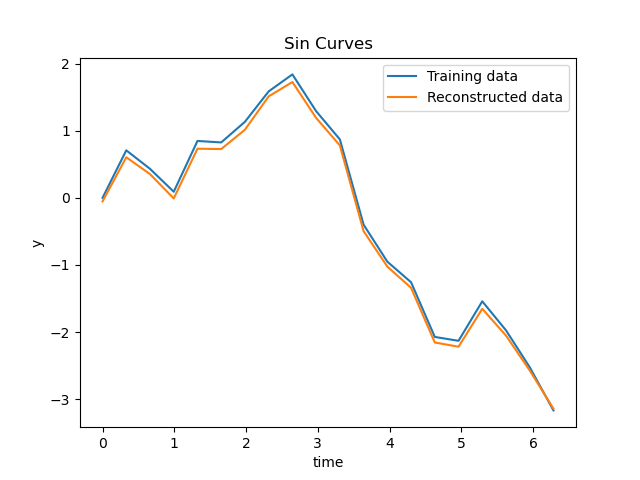 Sin Curves
Training data
Reconstructed data
2
1
0
−1
−2
−3
y
0 1 2 3 4 5 6
time